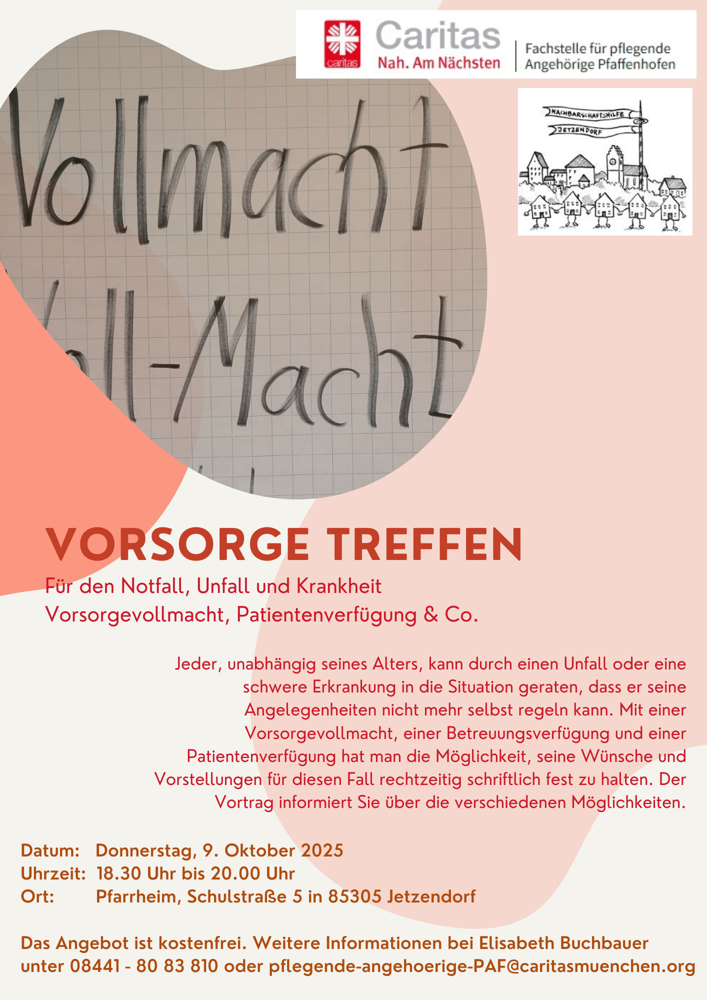 Caritas
caritas
Nah. Am Nächsten
Fachstelle für pflegende
Angehörige Pfaffenhofen
NACHBARSCHAFTSHILFE
JETZENDORF
Vollmacht
Voll-Macht
VORSORGE TREFFEN
Für den Notfall, Unfall und Krankheit
Vorsorgevollmacht, Patientenverfügung & Co.
Jeder, unabhängig seines Alters, kann durch einen Unfall oder eine
schwere Erkrankung in die Situation geraten, dass er seine
Angelegenheiten nicht mehr selbst regeln kann. Mit einer
Vorsorgevollmacht, einer Betreuungsverfügung und einer
Patientenverfügung hat man die Möglichkeit, seine Wünsche und
Vorstellungen für diesen Fall rechtzeitig schriftlich fest zu halten. Der
Vortrag informiert Sie über die verschiedenen Möglichkeiten.
Datum: Donnerstag, 9. Oktober 2025
Uhrzeit: 18.30 Uhr bis 20.00 Uhr
Ort: Pfarrheim, Schulstraße 5 in 85305 Jetzendorf
Das Angebot ist kostenfrei. Weitere Informationen bei Elisabeth Buchbauer
unter 08441 - 80 83 810 oder pflegende-angehoerige-PAF@caritasmuenchen.org